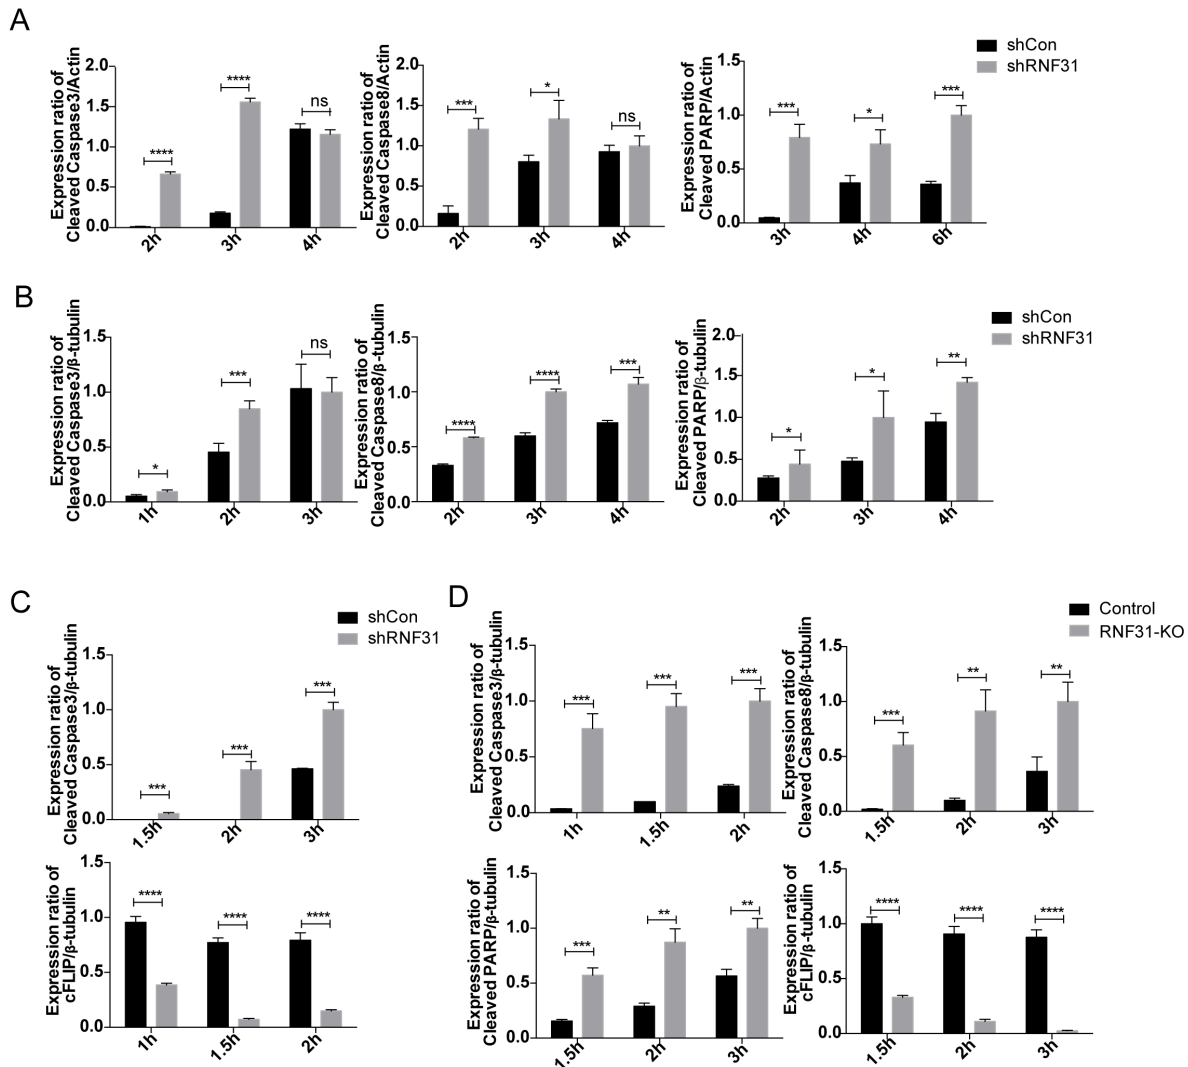 A
shCon
shRNF31
Expression ratio of
Cleaved Caspase3/Actin
2.0
1.5
1.0
0.5
0.0
****
****
ns
2h
3h
4h
Expression ratio of
Cleaved Caspase8/Actin
2.0
1.5
1.0
0.5
0.0
***
*
ns
2h
3h
4h
Expression ratio of
Cleaved PARP/Actin
1.5
1.0
0.5
0.0
***
*
***
3h
4h
6h
B
shCon
shRNF31
Expression ratio of
Cleaved Caspase3/β-tubulin
1.5
1.0
0.5
0.0
*
***
ns
1h
2h
3h
Expression ratio of
Cleaved Caspase8/β-tubulin
1.5
1.0
0.5
0.0
****
****
***
2h
3h
4h
Expression ratio of
Cleaved PARP/β-tubulin
2.0
1.5
1.0
0.5
0.0
*
*
**
2h
3h
4h
C
shCon
shRNF31
Expression ratio of
Cleaved Caspase3/β-tubulin
1.5
1.0
0.5
0.0
***
***
***
1.5h
2h
3h
Expression ratio of
cFLIP/β-tubulin
1.5
1.0
0.5
0.0
****
****
****
1h
1.5h
2h
D
Control
RNF31-KO
Expression ratio of
Cleaved Caspase3/β-tubulin
1.5
1.0
0.5
0.0
***
***
***
1h
1.5h
2h
Expression ratio of
Cleaved Caspase8/β-tubulin
1.5
1.0
0.5
0.0
***
**
**
1.5h
2h
3h
Expression ratio of
Cleaved PARP/β-tubulin
1.5
1.0
0.5
0.0
***
**
**
1.5h
2h
3h
Expression ratio of
cFLIP/β-tubulin
1.5
1.0
0.5
0.0
****
****
****
1.5h
2h
3h